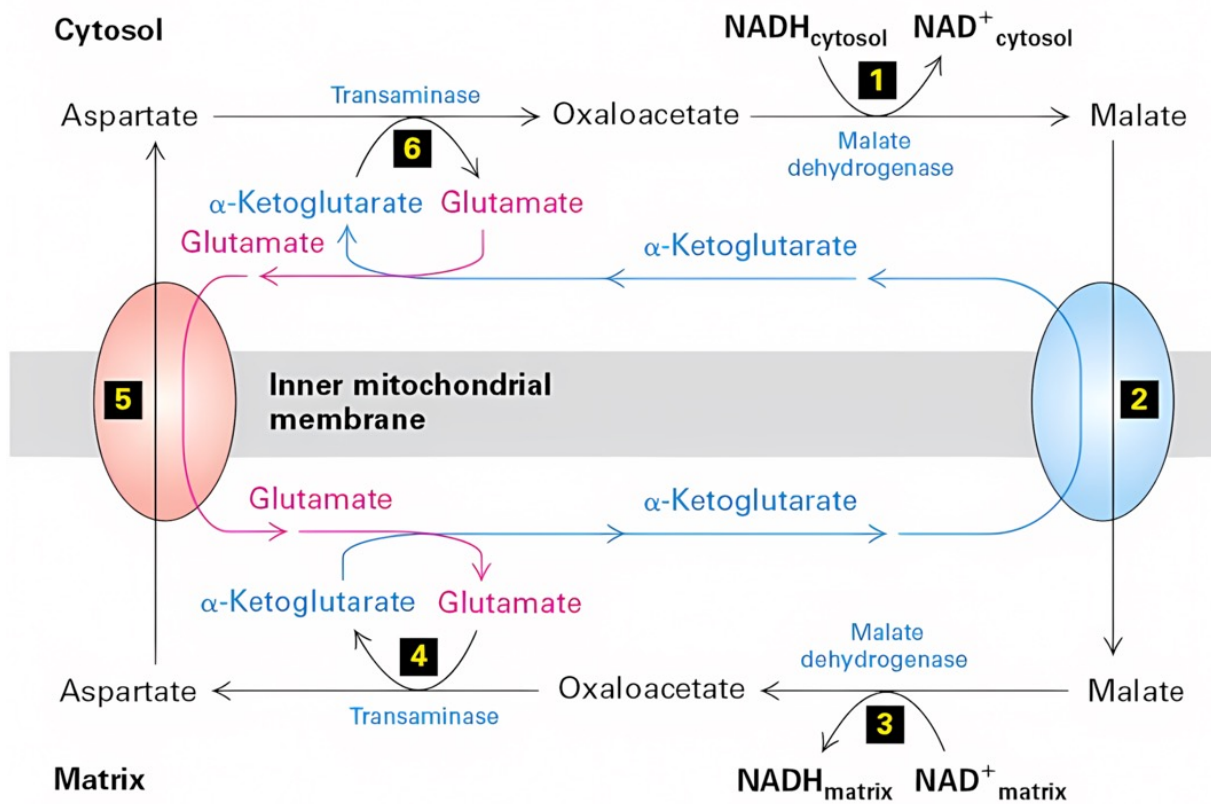 Cytosol
NADHcytosol NAD+cytosol
1
Transaminase
Aspartate
Oxaloacetate
Malate
6
Malate
dehydrogenase
α-Ketoglutarate Glutamate
Glutamate
α-Ketoglutarate
5
Inner mitochondrial
membrane
2
Glutamate
α-Ketoglutarate
α-Ketoglutarate Glutamate
4
Malate
dehydrogenase
Aspartate
Oxaloacetate
Malate
Transaminase
3
Matrix
NADHmatrix NAD+matrix